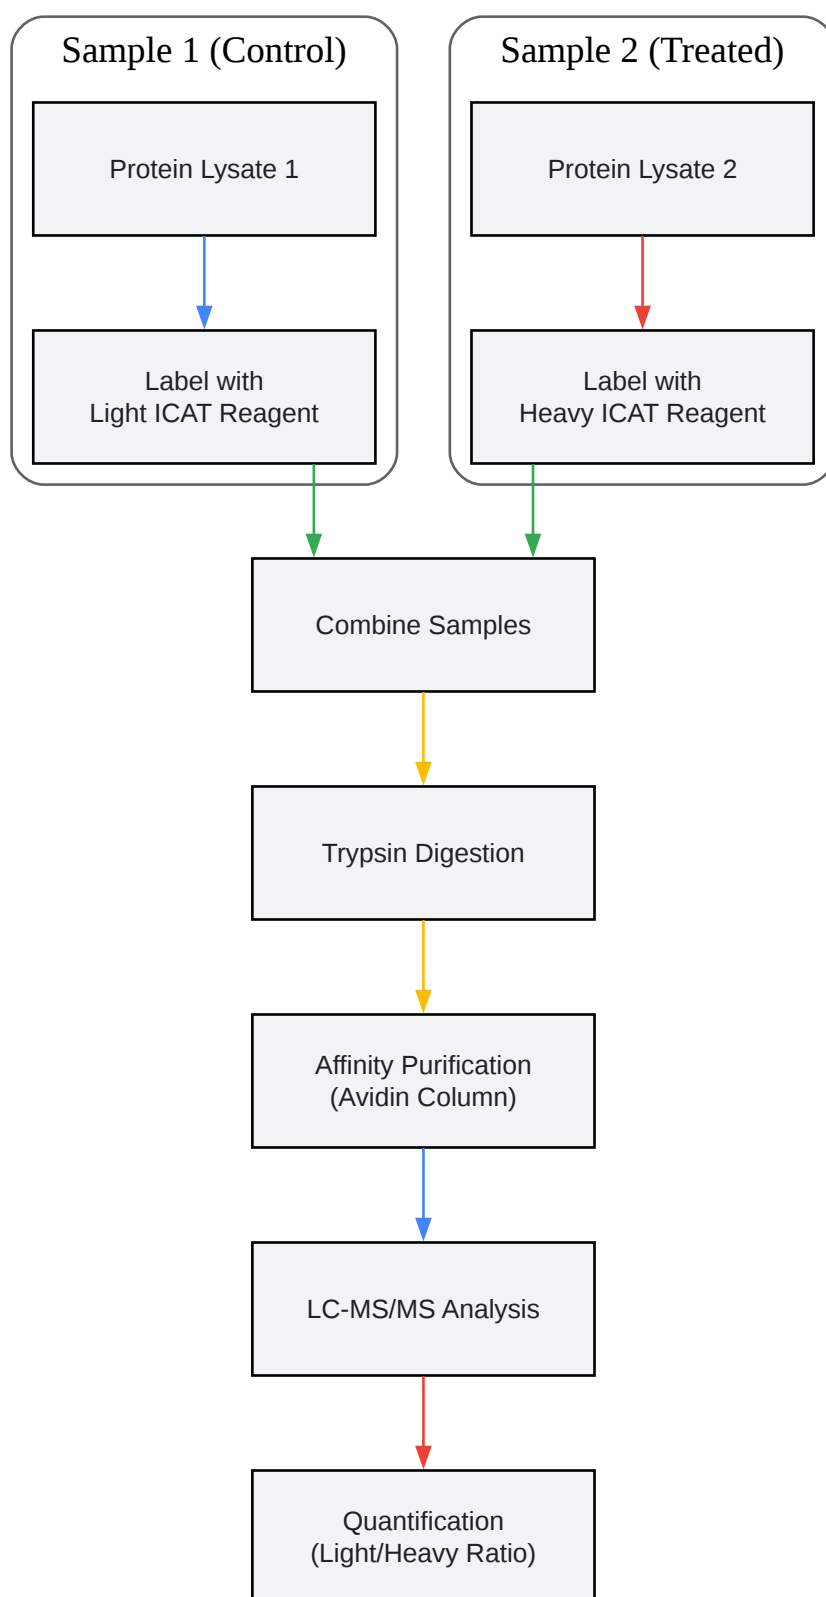 Sample 1 (Control)
Protein Lysate 1
Label with
Light ICAT Reagent
Sample 2 (Treated)
Protein Lysate 2
Label with
Heavy ICAT Reagent
Combine Samples
Trypsin Digestion
Affinity Purification
(Avidin Column)
LC-MS/MS Analysis
Quantification
(Light/Heavy Ratio)